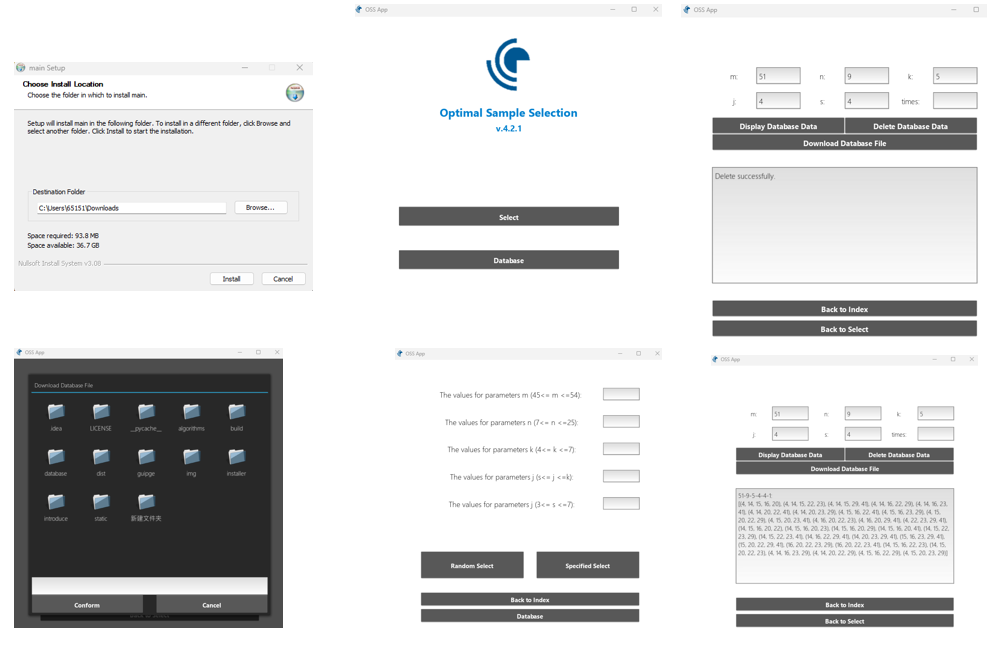 main Setup
Choose Install Location
Choose the folder in which to install main.
Setup will install main in the following folder. To install in a different folder, click Browse and
select another folder. Click Install to start the installation.
Destination Folder
C:\Users\65151\Downloads
Browse...
Space required: 93.8 MB
Space available: 36.7 GB
Nullsoft Install System v3.08
Install
Cancel
OSS App
Optimal Sample Selection
v.4.2.1
Select
Database
OSS App
m: 51 n: 9 k: 5
j: 4 s: 4 times:
Display Database Data
Delete Database Data
Download Database File
Delete successfully.
Back to Index
Back to Select
OSS App
Download Database File
.idea
LICENSE
__pycache__
algorithms
build
database
dist
guipge
img
installer
introduce
static
新建文件夹
Conform
Cancel
OSS App
The values for parameters m (45<= m <=54):
The values for parameters n (7<= n <=25):
The values for parameters k (4<= k <=7):
The values for parameters j (s<= j <=k):
The values for parameters j (3<= s <=7):
Random Select
Specified Select
Back to Index
Database
OSS App
m: 51 n: 9 k: 5
j: 4 s: 4 times:
Display Database Data
Delete Database Data
Download Database File
51-9-5-4-4-1:
[(4, 14, 15, 16, 20), (4, 14, 15, 22, 23), (4, 14, 15, 29, 41), (4, 14, 16, 22, 29), (4, 14, 16, 23,
41), (4, 14, 20, 22, 41), (4, 14, 20, 23, 29), (4, 15, 16, 22, 41), (4, 15, 16, 23, 29), (4, 15,
20, 22, 29), (4, 15, 20, 23, 41), (4, 16, 20, 22, 23), (4, 16, 20, 29, 41), (4, 22, 23, 29, 41),
(14, 15, 16, 20, 22), (14, 15, 16, 20, 23), (14, 15, 16, 20, 29), (14, 15, 16, 20, 41), (14, 15, 22,
23, 29), (14, 15, 22, 23, 41), (14, 16, 22, 29, 41), (14, 20, 23, 29, 41), (15, 16, 23, 29, 41),
(15, 20, 22, 29, 41), (16, 20, 22, 23, 29), (16, 20, 22, 23, 41), (14, 15, 16, 22, 23), (14, 15,
20, 22, 23), (4, 14, 16, 23, 29), (4, 14, 20, 22, 29), (4, 15, 16, 22, 29), (4, 15, 20, 23, 29)]
Back to Index
Back to Select